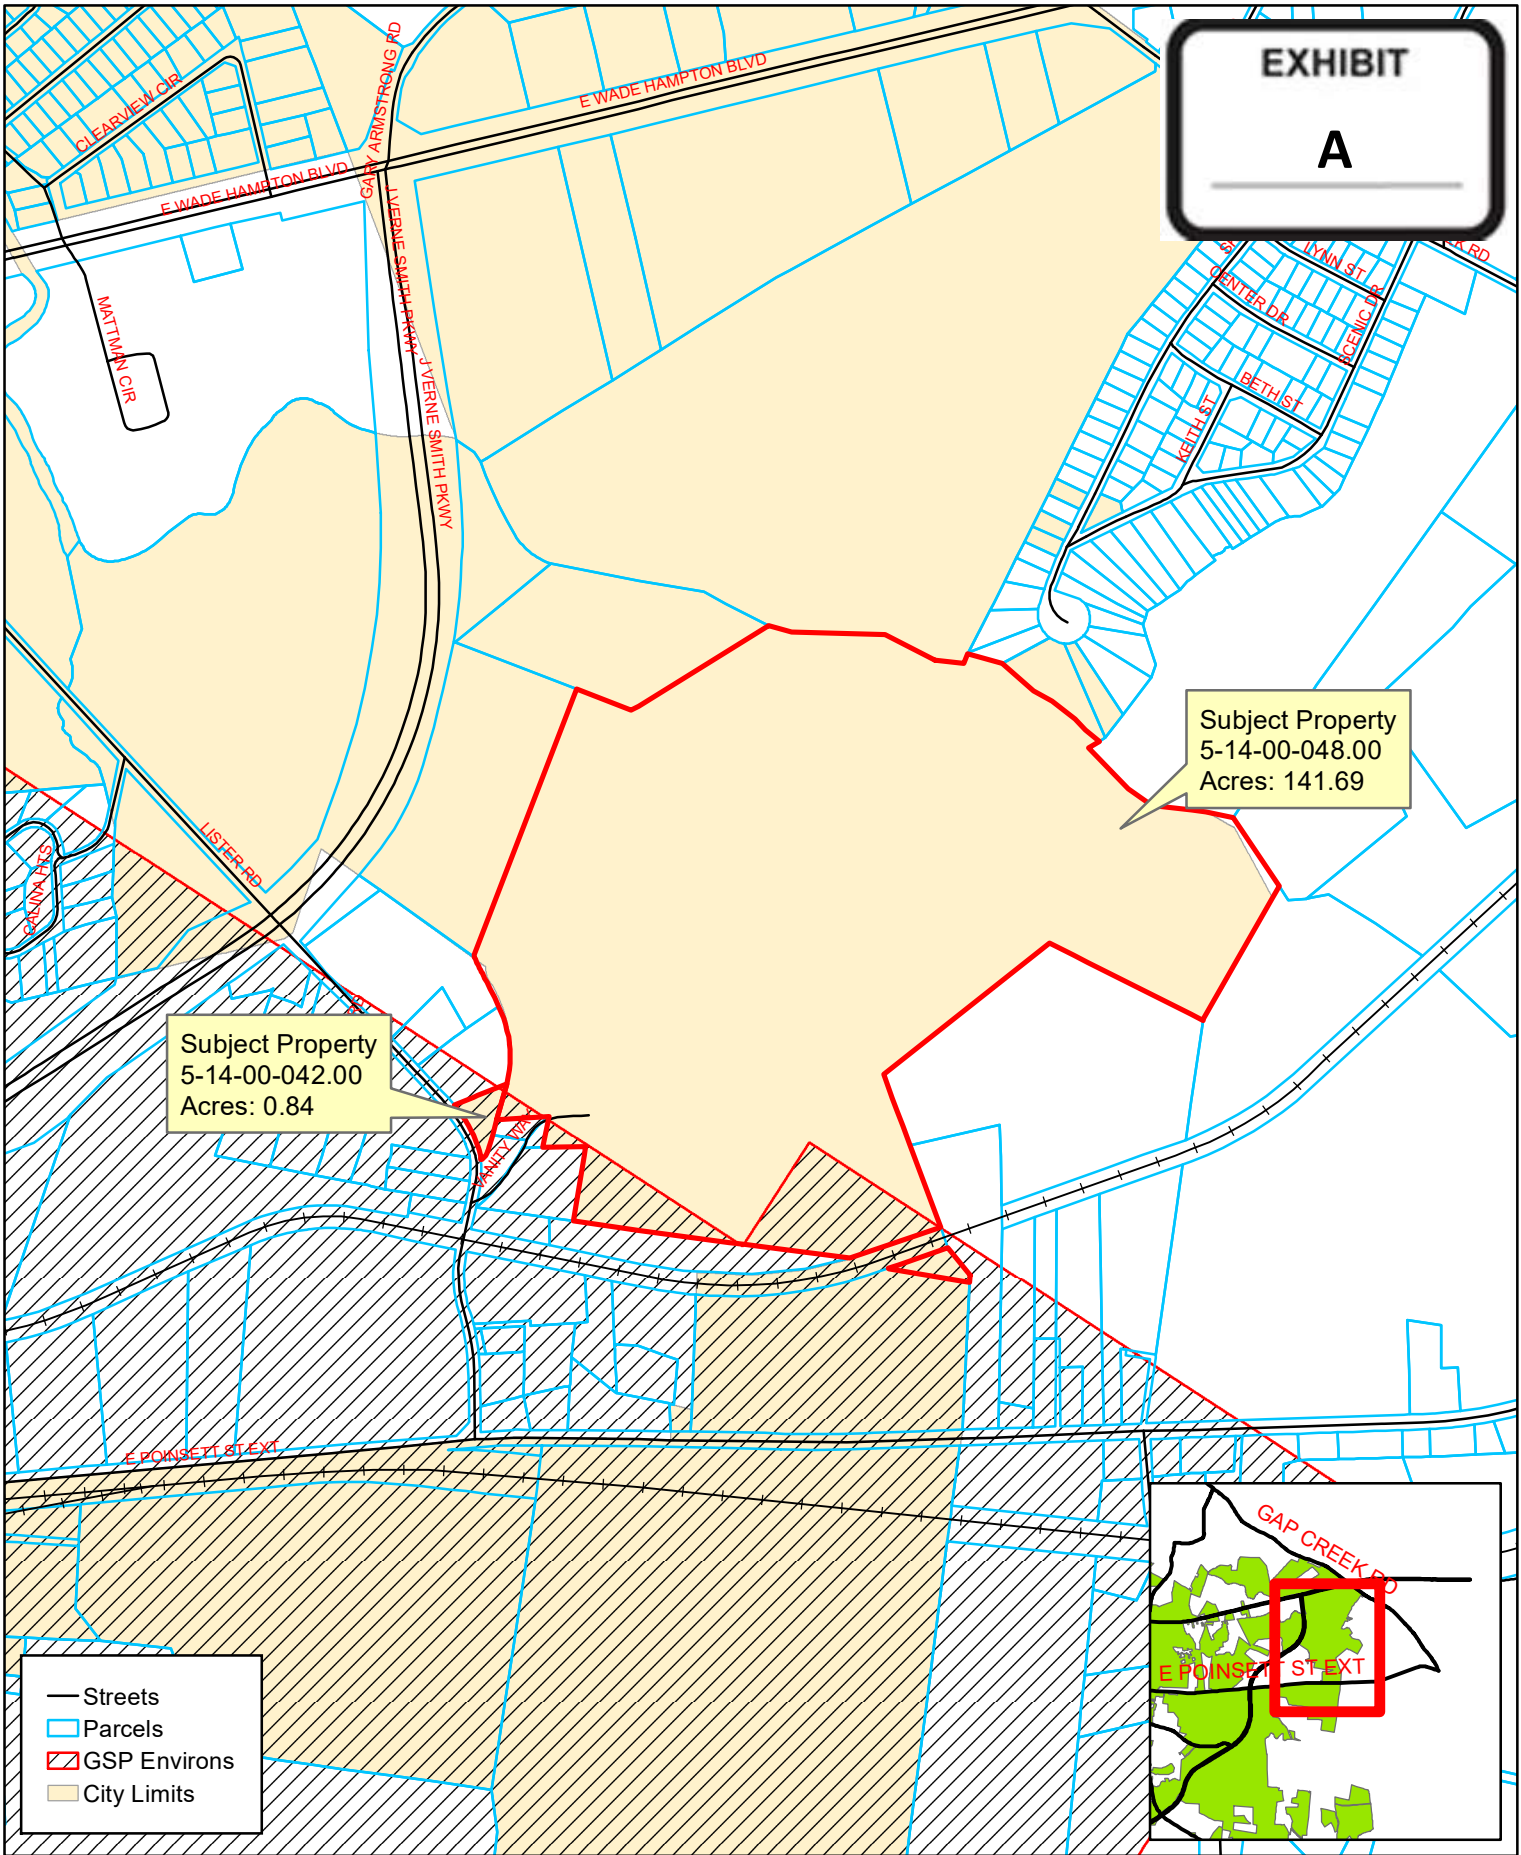 EXHIBIT
A
GARY ARMSTRONG RD
E WADE HAMPTON BLVD
CLEARVIEW CIR
E WADE HAMPTON BLVD
J VERNE SMITH PKWY
J VERNE SMITH PKWY
MATTMAN CIR
LYNN ST
CENTER DR
SCENIC DR
BETH ST
KEITH ST
Subject Property
5-14-00-048.00
Acres: 141.69
LISTER RD
CALINA HTS
RD
Subject Property
5-14-00-042.00
Acres: 0.84
VANITY WAY
E POINSETT ST EXT
GAP CREEK RD
E POINSETT ST EXT
Streets
Parcels
GSP Environs
City Limits